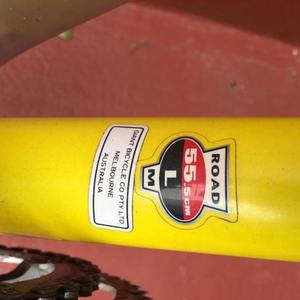 GIANT BICYCLE CO PTY LTD
MELBOURNE
AUSTRALIA
ROAD
55.5CM
L
M